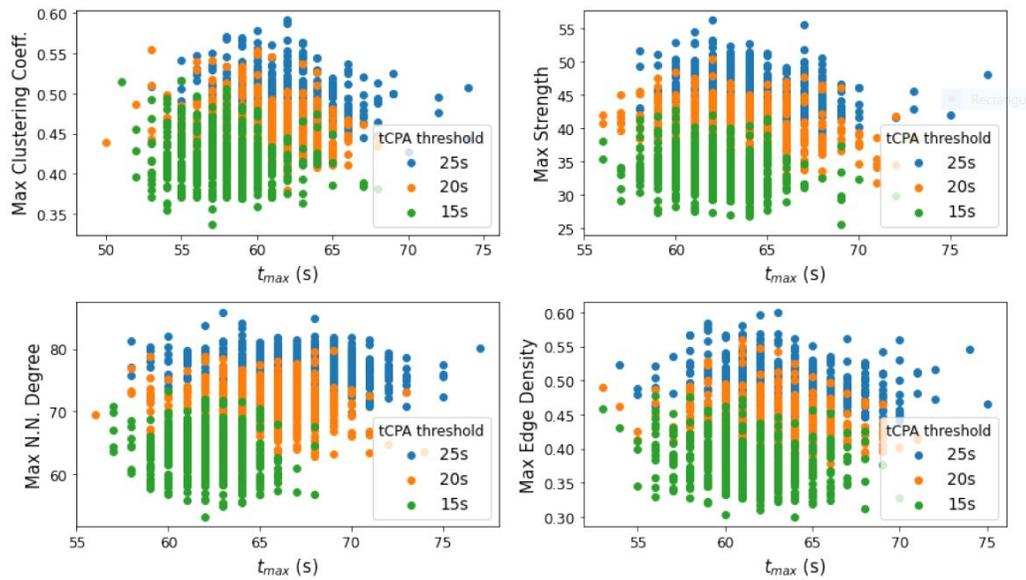 0.60
0.55
0.50
0.45
0.40
0.35
Max Clustering Coeff.
50 55 60 65 70 75
t_max (s)
tCPA threshold
25s
20s
15s
55
50
45
40
35
30
25
Max Strength
55 60 65 70 75
t_max (s)
tCPA threshold
25s
20s
15s
80
70
60
Max N.N. Degree
55 60 65 70 75
t_max (s)
tCPA threshold
25s
20s
15s
0.60
0.55
0.50
0.45
0.40
0.35
0.30
Max Edge Density
55 60 65 70 75
t_max (s)
tCPA threshold
25s
20s
15s